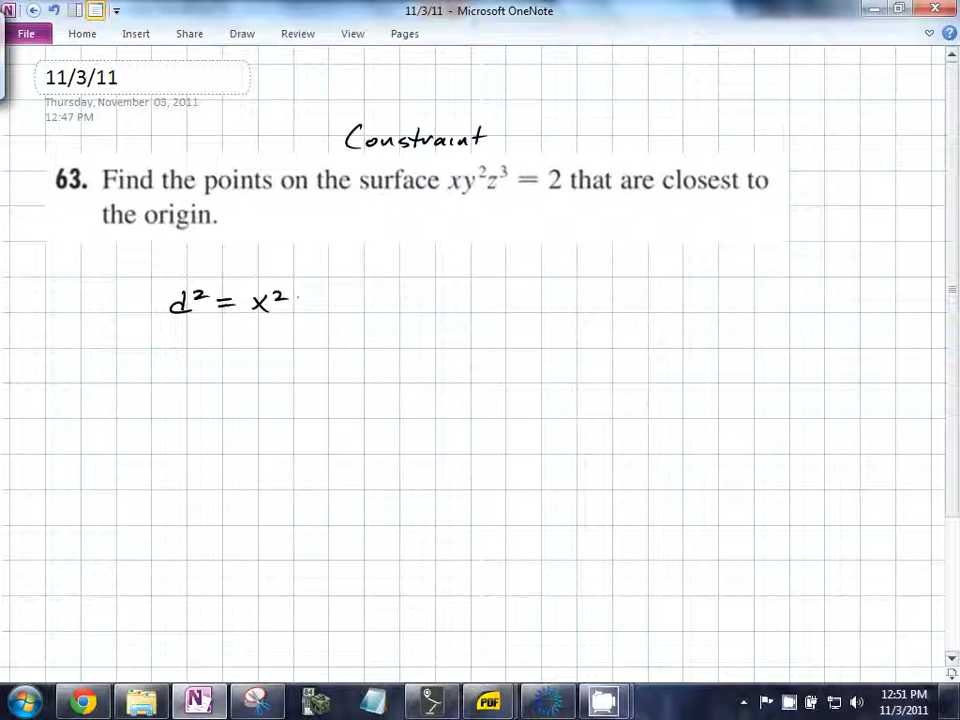 11/3/11 - Microsoft OneNote
File Home Insert Share Draw Review View Pages
11/3/11
Thursday, November 03, 2011
12:47 PM
Constraint
63. Find the points on the surface xy²z³ = 2 that are closest to
the origin.
d² = x²
PDF
12:51 PM
11/3/2011